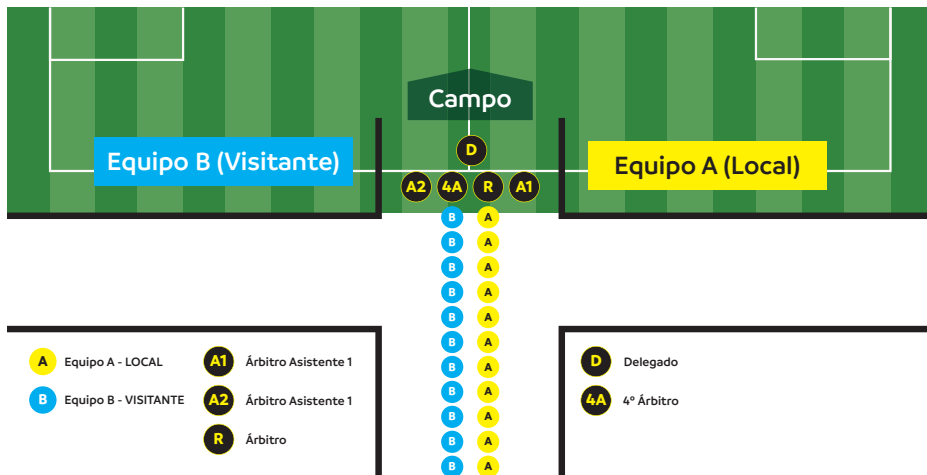 Campo
Equipo B (Visitante)
D
Equipo A (Local)
A2 4A R A1
B A
B A
B A
B A
B A
B A
B A
B A
B A
B A
B A
A Equipo A - LOCAL
B Equipo B - VISITANTE
A1 Árbitro Asistente 1
A2 Árbitro Asistente 1
R Árbitro
D Delegado
4A 4º Árbitro